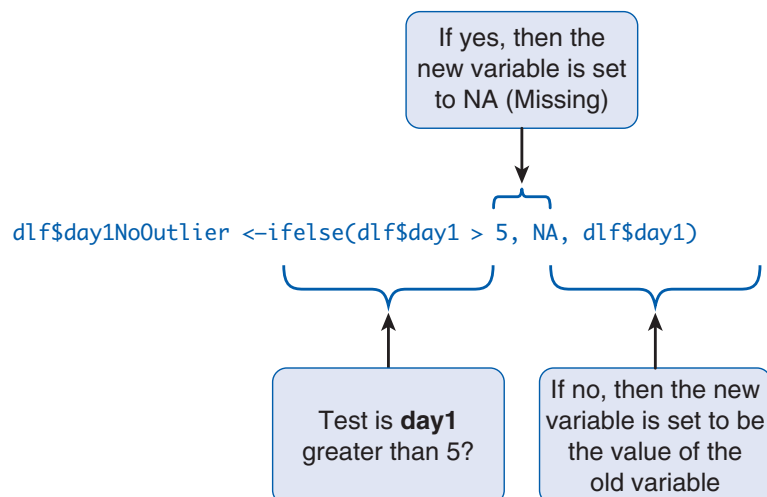 If yes, then the
new variable is set
to NA (Missing)
dlf$day1NoOutlier <–ifelse(dlf$day1 > 5, NA, dlf$day1)
Test is day1
greater than 5?
If no, then the new
variable is set to be
the value of the
old variable